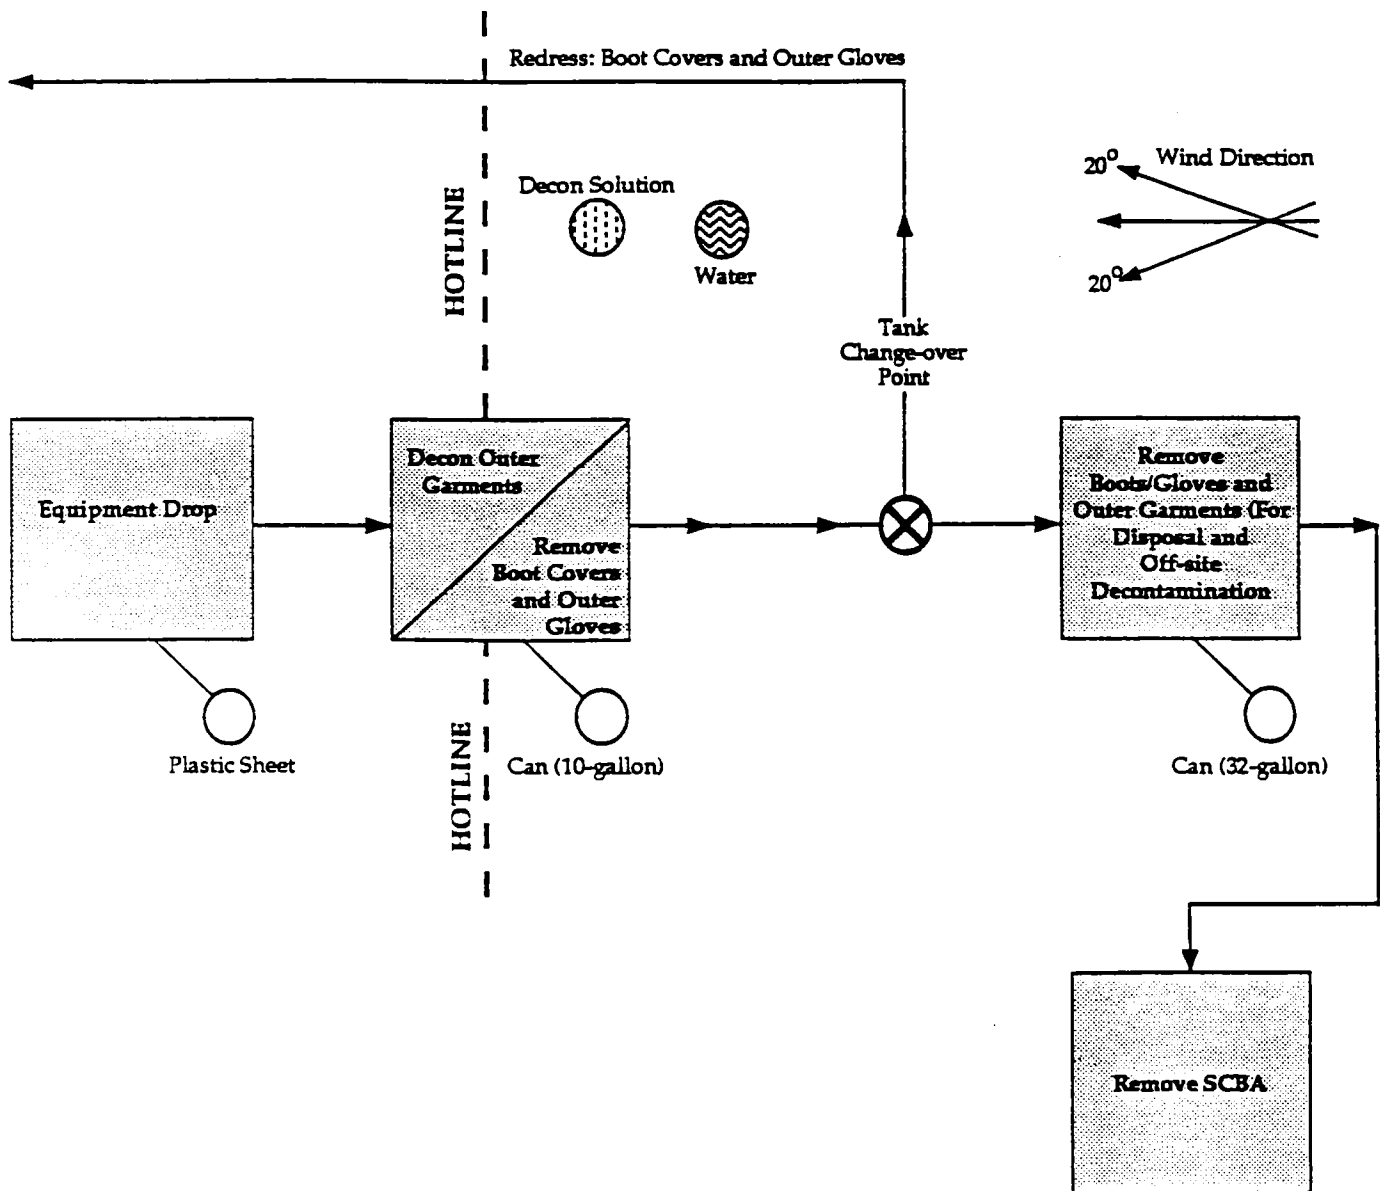 Redress: Boot Covers and Outer Gloves
20°
Wind Direction
20°
HOTLINE
Decon Solution
Water
Tank
Change-over
Point
Equipment Drop
Decon Outer
Garments
Remove
Boot Covers
and Outer
Gloves
Remove
Boots/Gloves and
Outer Garments (For
Disposal and
Off-site
Decontamination
Plastic Sheet
HOTLINE
Can (10-gallon)
Can (32-gallon)
Remove SCBA